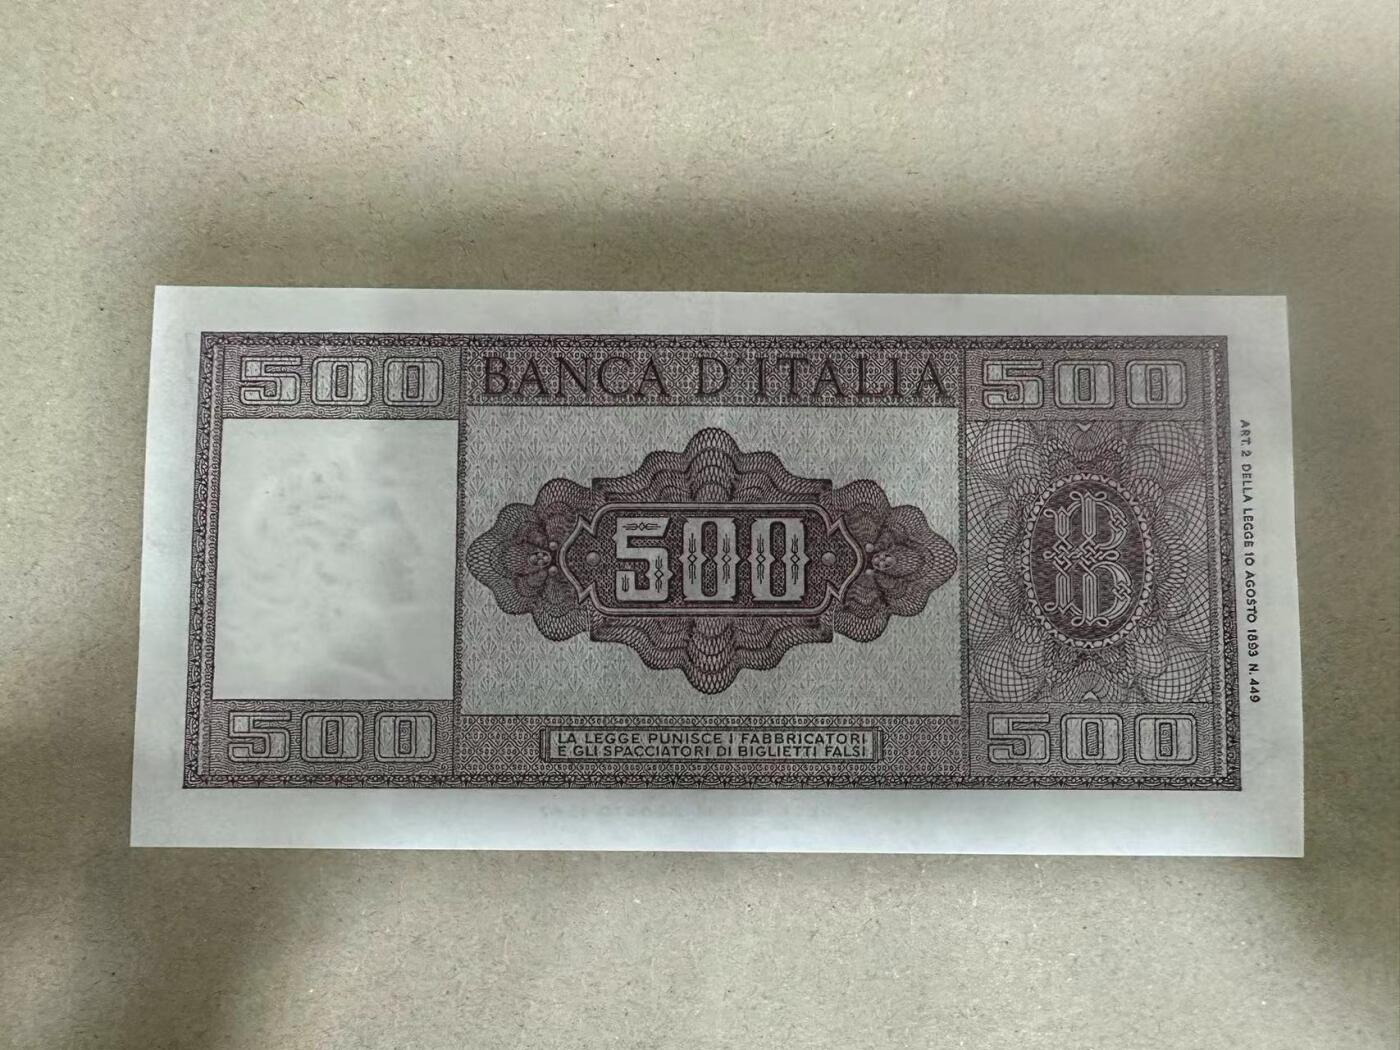 500 BANCA D'ITALIA 500
500
B
ART. 2 DELLA LEGGE 10 AGOSTO 1893 N. 449
500 LA LEGGE PUNISCE I FABBRICATORI 500
E GLI SPACCIATORI DI BIGLIETTI FALSI